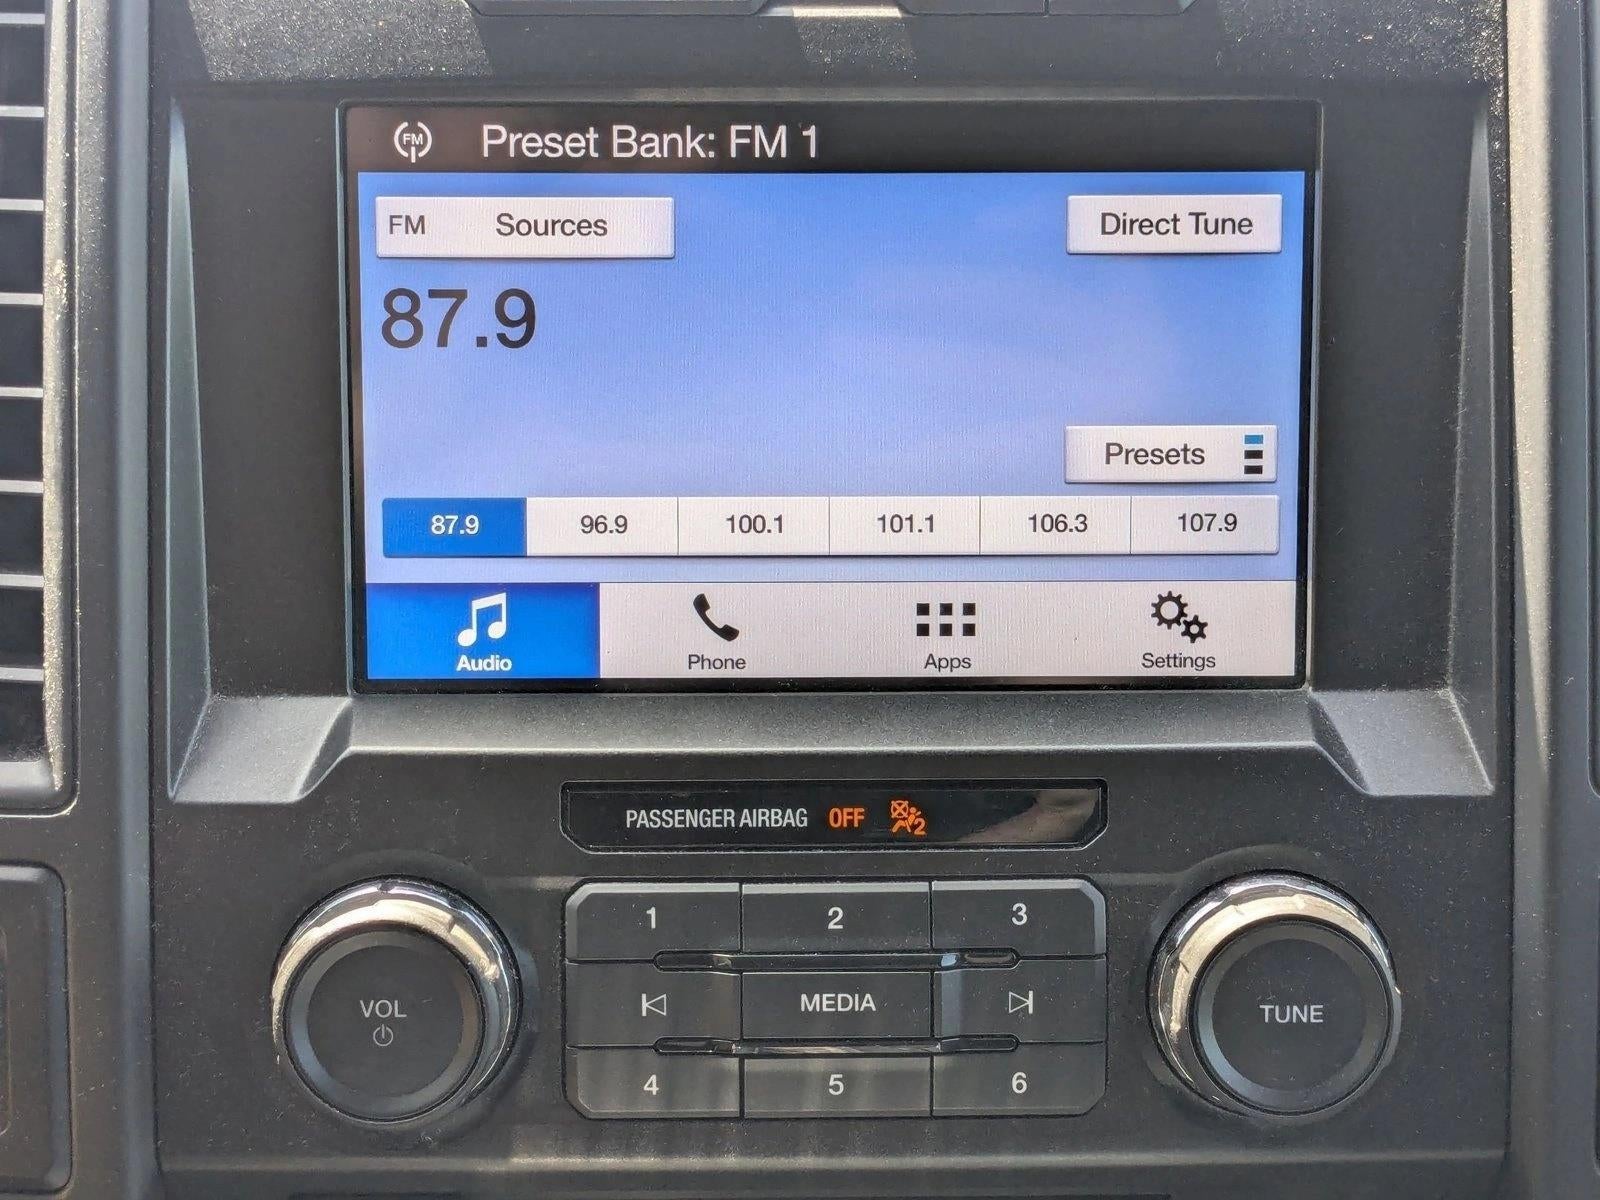 FM Preset Bank: FM 1
FM Sources Direct Tune
87.9
Presets
87.9 96.9 100.1 101.1 106.3 107.9
Audio Phone Apps Settings
PASSENGER AIRBAG OFF 2
1 2 3
VOL MEDIA TUNE
4 5 6